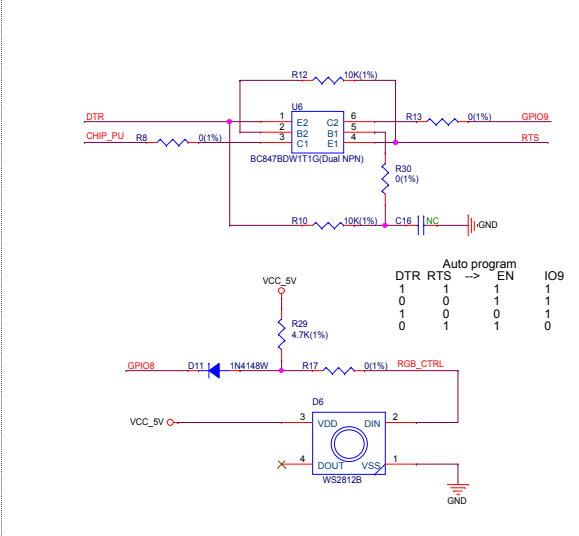 R12 10K(1%)
U6
DTR 1 E2 C2 6 R13 0(1%) GPIO9
2 B2 B1 5
CHIP_PU R8 0(1%) 3 C1 E1 4 RTS
BC847BDW1T1G(Dual NPN)
R30
0(1%)
R10 10K(1%) C16 NC
GND
Auto program
DTR RTS --> EN IO9
1 1 1 1
0 0 1 1
1 0 0 1
0 1 1 0
VCC_5V
R29
4.7K(1%)
GPIO8 D11 1N4148W R17 0(1%) RGB_CTRL
D6
VCC_5V 3 VDD DIN 2
4 DOUT VSS 1
WS2812B
GND